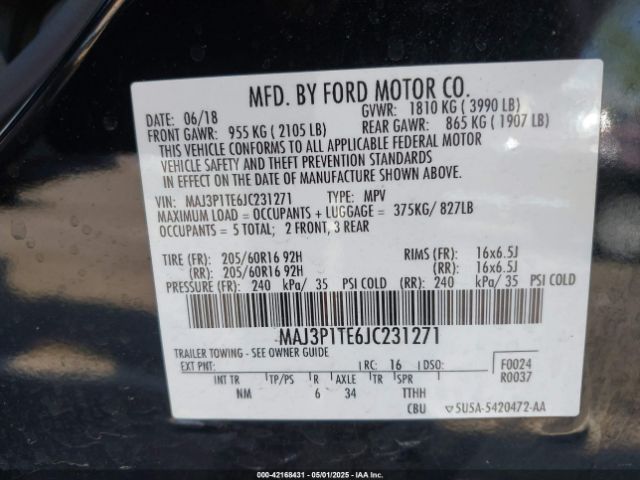 MFD. BY FORD MOTOR CO.
DATE: 06/18 GVWR: 1810 KG ( 3990 LB)
FRONT GAWR: 955 KG ( 2105 LB) REAR GAWR: 865 KG ( 1907 LB)
THIS VEHICLE CONFORMS TO ALL APPLICABLE FEDERAL MOTOR
VEHICLE SAFETY AND THEFT PREVENTION STANDARDS
IN EFFECT ON THE DATE OF MANUFACTURE SHOWN ABOVE.
VIN: MAJ3P1TE6JC231271 TYPE: MPV
MAXIMUM LOAD = OCCUPANTS + LUGGAGE = 375KG/ 827LB
OCCUPANTS = 5 TOTAL; 2 FRONT, 3 REAR
TIRE (FR): 205/60R16 92H RIMS (FR): 16x6.5J
(RR): 205/60R16 92H (RR): 16x6.5J
PRESSURE (FR): 240 kPa/ 35 PSI COLD (RR): 240 kPa/ 35 PSI COLD
MAJ3P1TE6JC231271
TRAILER TOWING - SEE OWNER GUIDE
EXT PNT: RC: 16 DSO: F0024
R0037
INT TR TP/PS R AXLE TR SPR
NM 6 34 TTHH
CBU SU5A-5420472-AA
000-42168431 - 05/01/2025 - IAA Inc.